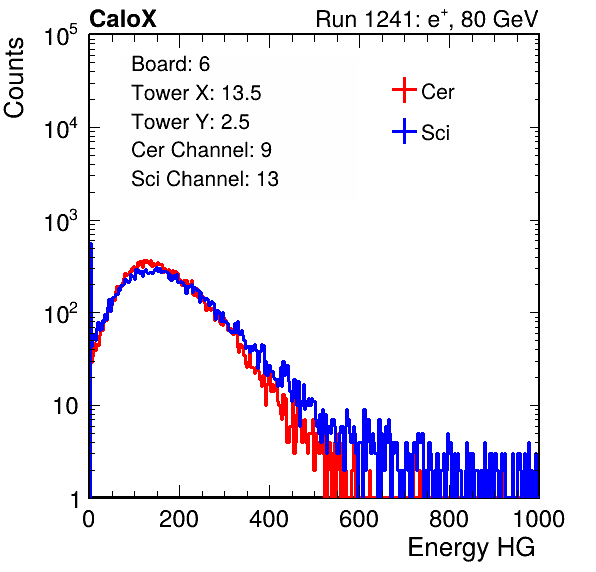 CaloX Run 1241: e⁺, 80 GeV
Counts
10⁵
10⁴
10³
10²
10
1
Board: 6
Tower X: 13.5
Tower Y: 2.5
Cer Channel: 9
Sci Channel: 13
Cer
Sci
0 200 400 600 800 1000
Energy HG